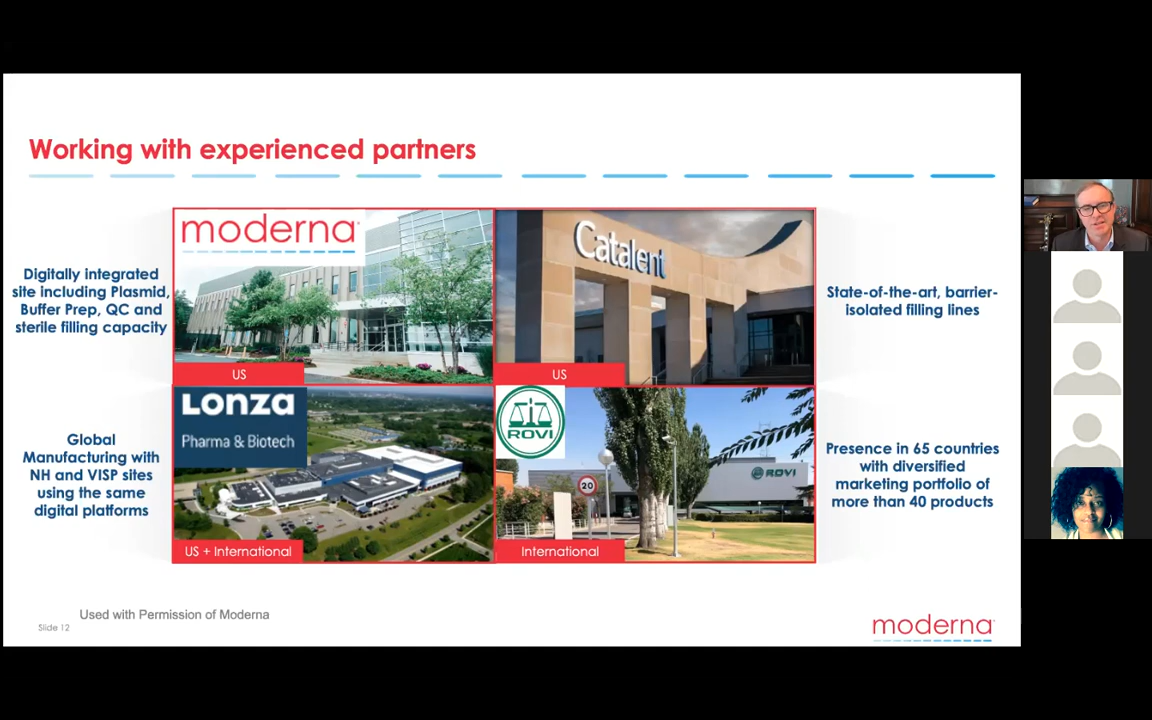 Working with experienced partners
moderna
Digitally integrated
site including Plasmid,
Buffer Prep, QC and
sterile filling capacity
US
Catalent
US
State-of-the-art, barrier-
isolated filling lines
Lonza
Pharma & Biotech
Global
Manufacturing with
NH and VISP sites
using the same
digital platforms
US + International
ROVI
20
ROVI
International
Presence in 65 countries
with diversified
marketing portfolio of
more than 40 products
Used with Permission of Moderna
Slide 12
moderna